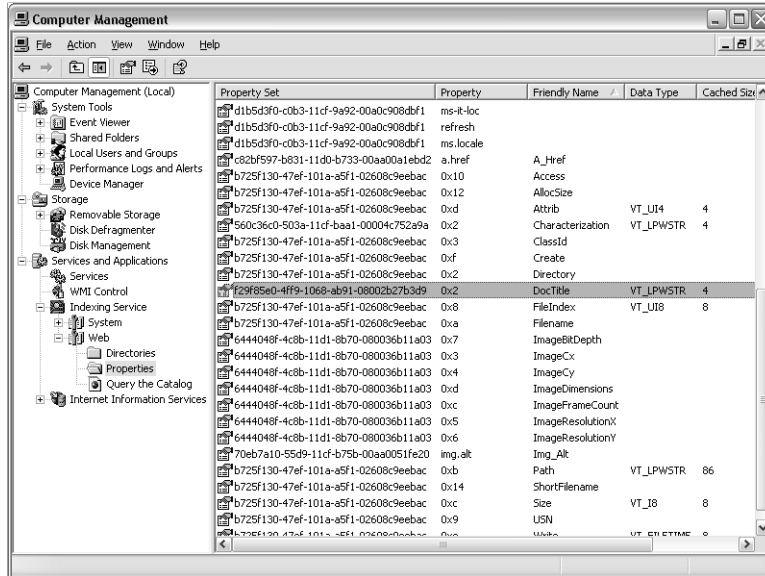 Computer Management
File Action View Window Help
Computer Management (Local)
System Tools
Event Viewer
Shared Folders
Local Users and Groups
Performance Logs and Alerts
Device Manager
Storage
Removable Storage
Disk Defragmenter
Disk Management
Services and Applications
Services
WMI Control
Indexing Service
System
Web
Directories
Properties
Query the Catalog
Internet Information Services
Property Set Property Friendly Name Data Type Cached Size
d1b5d3f0-c0b3-11cf-9a92-00a0c908dbf1 ms-it-loc
d1b5d3f0-c0b3-11cf-9a92-00a0c908dbf1 refresh
d1b5d3f0-c0b3-11cf-9a92-00a0c908dbf1 ms.locale
c82bf597-b831-11d0-b733-00aa00a1ebd2 a.href A_Href
b725f130-47ef-101a-a5f1-02608c9eebac 0x10 Access
b725f130-47ef-101a-a5f1-02608c9eebac 0x12 AllocSize
b725f130-47ef-101a-a5f1-02608c9eebac 0xd Attrib VT_UI4 4
560c36c0-503a-11cf-baa1-00004c752a9a 0x2 Characterization VT_LPWSTR 4
b725f130-47ef-101a-a5f1-02608c9eebac 0x3 ClassId
b725f130-47ef-101a-a5f1-02608c9eebac 0xf Create
b725f130-47ef-101a-a5f1-02608c9eebac 0x2 Directory
f29f85e0-4ff9-1068-ab91-08002b27b3d9 0x2 DocTitle VT_LPWSTR 4
b725f130-47ef-101a-a5f1-02608c9eebac 0x8 FileIndex VT_UI8 8
b725f130-47ef-101a-a5f1-02608c9eebac 0xa Filename
6444048f-4c8b-11d1-8b70-080036b11a03 0x7 ImageBitDepth
6444048f-4c8b-11d1-8b70-080036b11a03 0x3 ImageCx
6444048f-4c8b-11d1-8b70-080036b11a03 0x4 ImageCy
6444048f-4c8b-11d1-8b70-080036b11a03 0xd ImageDimensions
6444048f-4c8b-11d1-8b70-080036b11a03 0xc ImageFrameCount
6444048f-4c8b-11d1-8b70-080036b11a03 0x5 ImageResolutionX
6444048f-4c8b-11d1-8b70-080036b11a03 0x6 ImageResolutionY
70eb7a10-55d9-11cf-b75b-00aa0051fe20 img.alt Img_Alt
b725f130-47ef-101a-a5f1-02608c9eebac 0xb Path VT_LPWSTR 86
b725f130-47ef-101a-a5f1-02608c9eebac 0x14 ShortFilename
b725f130-47ef-101a-a5f1-02608c9eebac 0xc Size VT_I8 8
b725f130-47ef-101a-a5f1-02608c9eebac 0x9 USN
b725f130-47ef-101a-a5f1-02608c9eebac 0xe Write VT_FILETIME 8